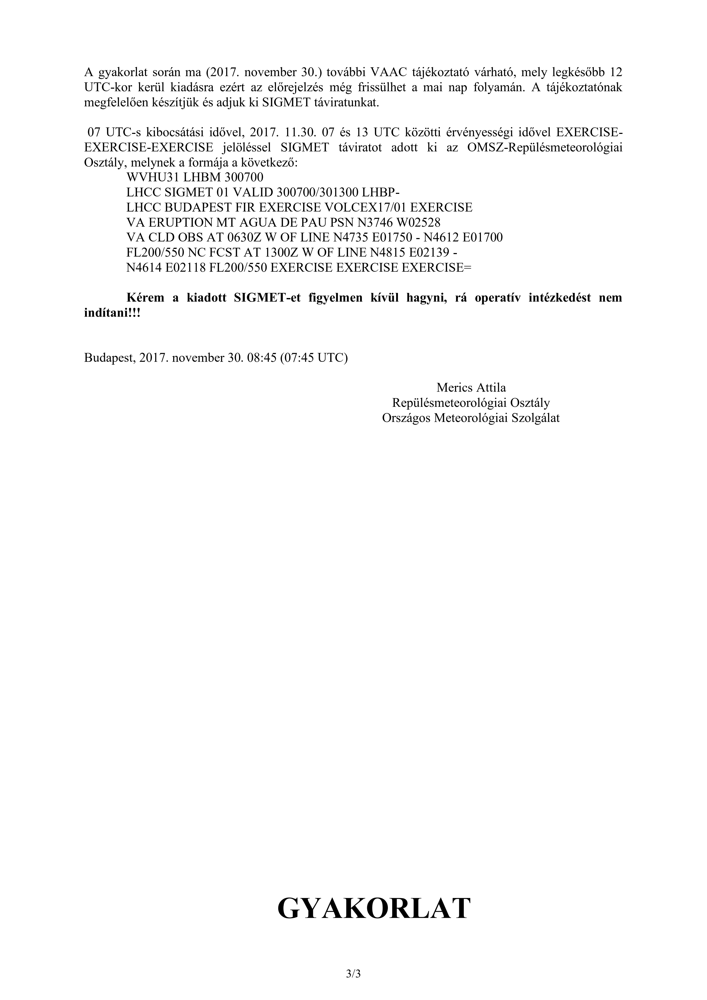 A gyakorlat során ma (2017. november 30.) további VAAC tájékoztató várható, mely legkésőbb 12
UTC-kor kerül kiadásra ezért az előrejelzés még frissülhet a mai nap folyamán. A tájékoztatónak
megfelelően készítjük és adjuk ki SIGMET táviratunkat.
07 UTC-s kibocsátási idővel, 2017. 11.30. 07 és 13 UTC közötti érvényességi idővel EXERCISE-
EXERCISE-EXERCISE jelöléssel SIGMET táviratot adott ki az OMSZ-Repülésmeteorológiai
Osztály, melynek a formája a következő:
WVHU31 LHBM 300700
LHCC SIGMET 01 VALID 300700/301300 LHBP-
LHCC BUDAPEST FIR EXERCISE VOLCEX17/01 EXERCISE
VA ERUPTION MT AGUA DE PAU PSN N3746 W02528
VA CLD OBS AT 0630Z W OF LINE N4735 E01750 - N4612 E01700
FL200/550 NC FCST AT 1300Z W OF LINE N4815 E02139 -
N4614 E02118 FL200/550 EXERCISE EXERCISE EXERCISE=
Kérem a kiadott SIGMET-et figyelmen kívül hagyni, rá operatív intézkedést nem
indítani!!!
Budapest, 2017. november 30. 08:45 (07:45 UTC)
Merics Attila
Repülésmeteorológiai Osztály
Országos Meteorológiai Szolgálat
GYAKORLAT
3/3